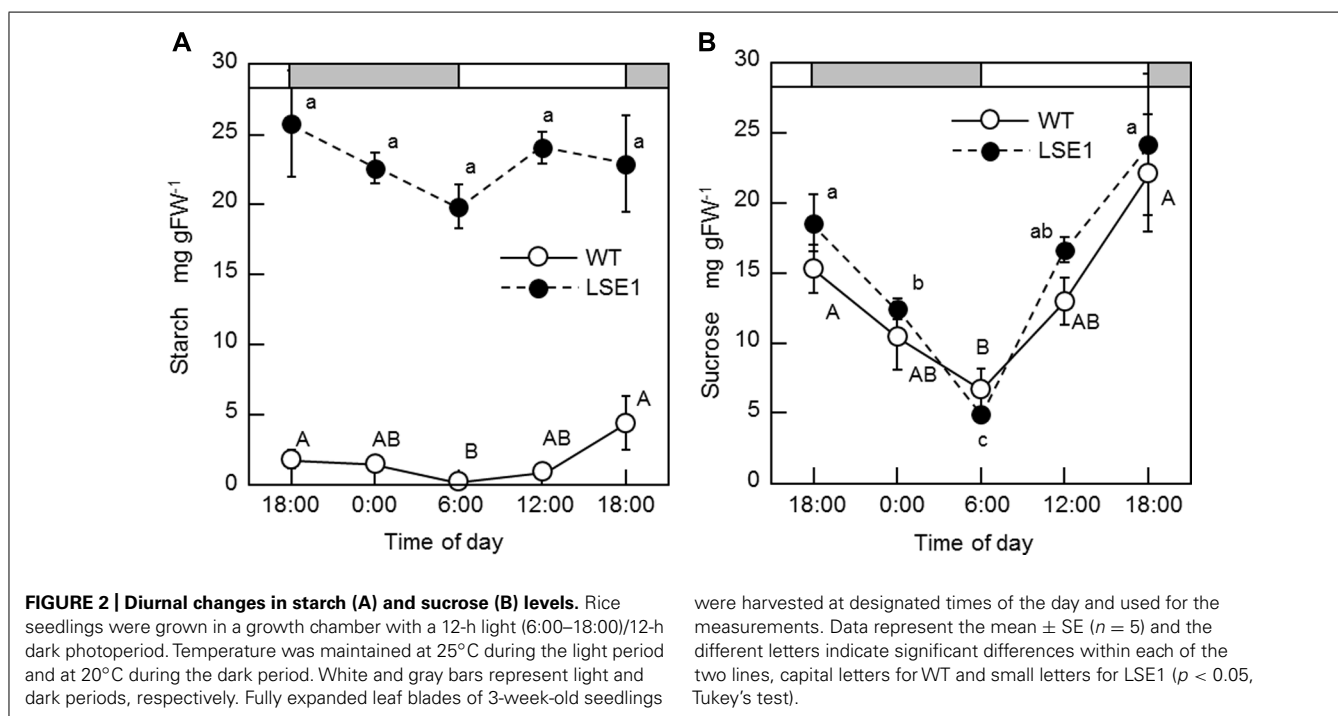 A
30
25
20
15
10
5
0
Starch mg gFW-1
a
a
a
a
a
WT
LSE1
A
AB
B
AB
A
18:00 0:00 6:00 12:00 18:00
Time of day
B
30
25
20
15
10
5
0
Sucrose mg gFW-1
WT
LSE1
a
b
c
ab
a
A
AB
B
AB
A
18:00 0:00 6:00 12:00 18:00
Time of day
FIGURE 2 | Diurnal changes in starch (A) and sucrose (B) levels. Rice
seedlings were grown in a growth chamber with a 12-h light (6:00–18:00)/12-h
dark photoperiod. Temperature was maintained at 25°C during the light period
and at 20°C during the dark period. White and gray bars represent light and
dark periods, respectively. Fully expanded leaf blades of 3-week-old seedlings
were harvested at designated times of the day and used for the
measurements. Data represent the mean ± SE (n = 5) and the
different letters indicate significant differences within each of the
two lines, capital letters for WT and small letters for LSE1 (p < 0.05,
Tukey's test).